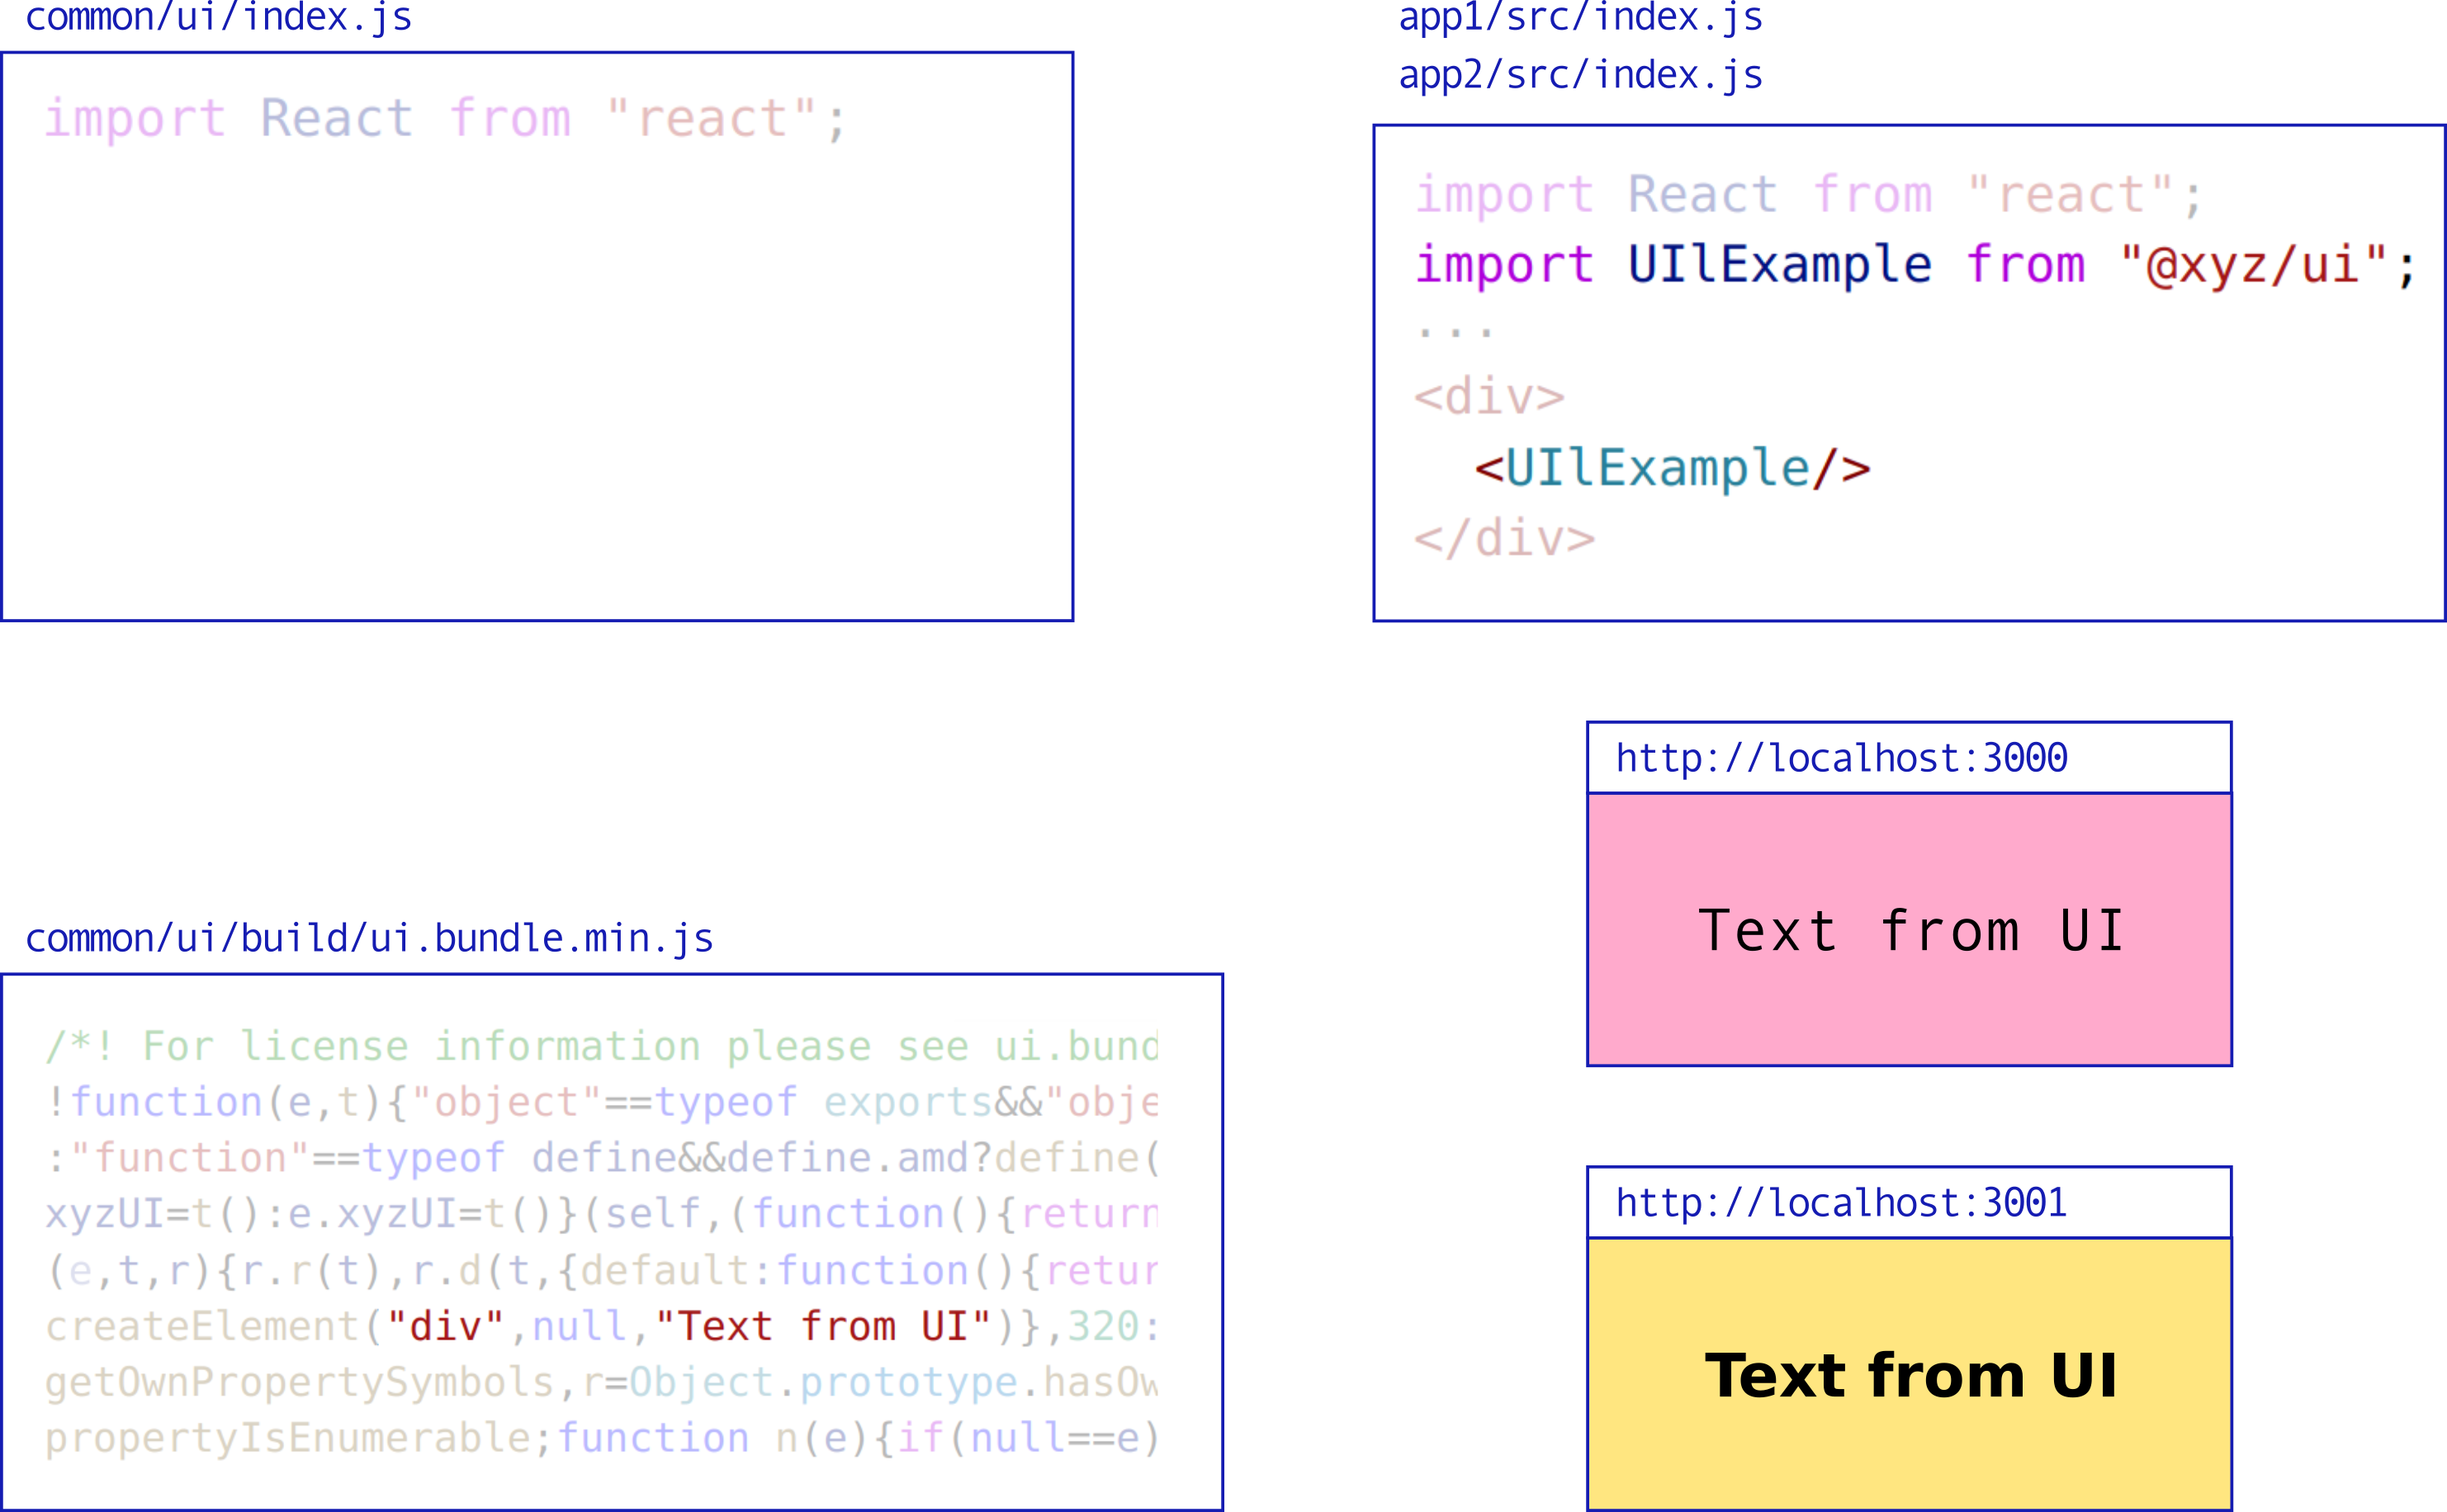 common/ui/index.js
import React from "react";
app1/src/index.js
app2/src/index.js
import React from "react";
import UIlExample from "@xyz/ui";
...
<div>
<UIlExample/>
</div>
http://localhost:3000
Text from UI
common/ui/build/ui.bundle.min.js
/*! For license information please see ui.bund
!function(e,t){"object"==typeof exports&&"obje
:"function"==typeof define&&define.amd?define(
xyzUI=t():e.xyzUI=t()}(self,(function(){return
(e,t,r){r.r(t),r.d(t,{default:function(){retur
createElement("div",null,"Text from UI")},320:
getOwnPropertySymbols,r=Object.prototype.hasOw
propertyIsEnumerable;function n(e){if(null==e)
http://localhost:3001
Text from UI